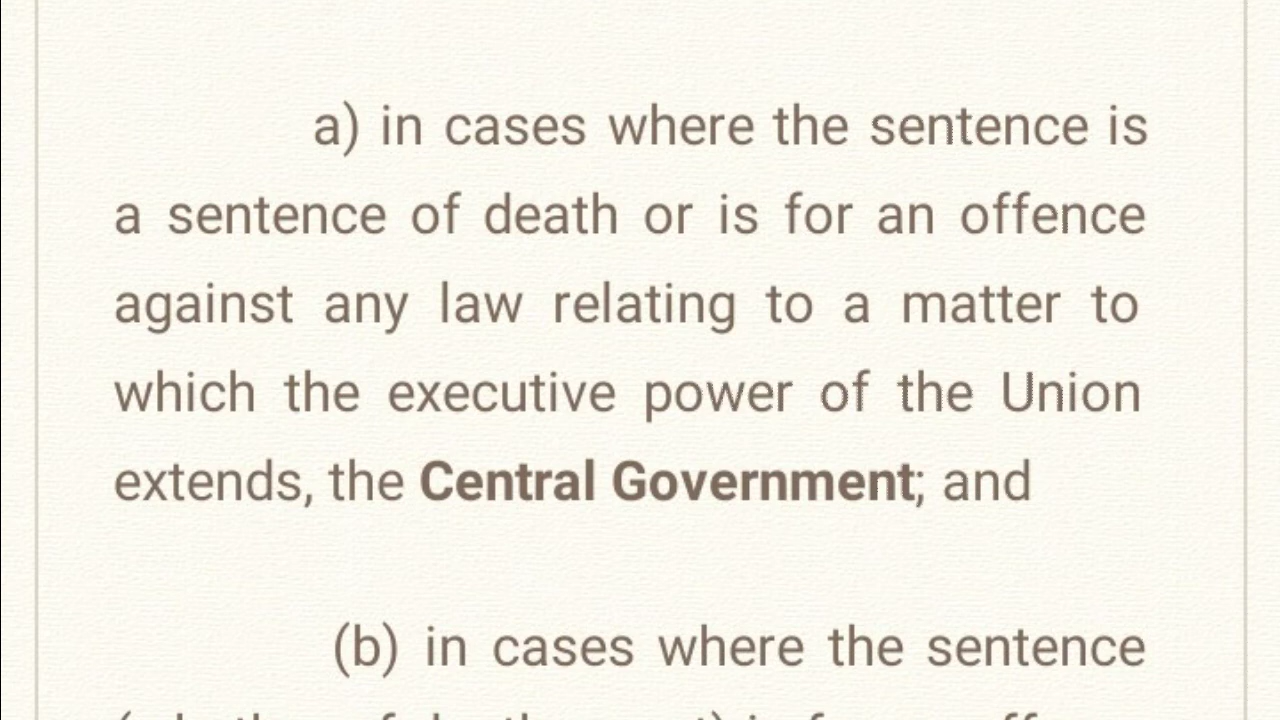 a) in cases where the sentence is
a sentence of death or is for an offence
against any law relating to a matter to
which the executive power of the Union
extends, the Central Government; and
(b) in cases where the sentence